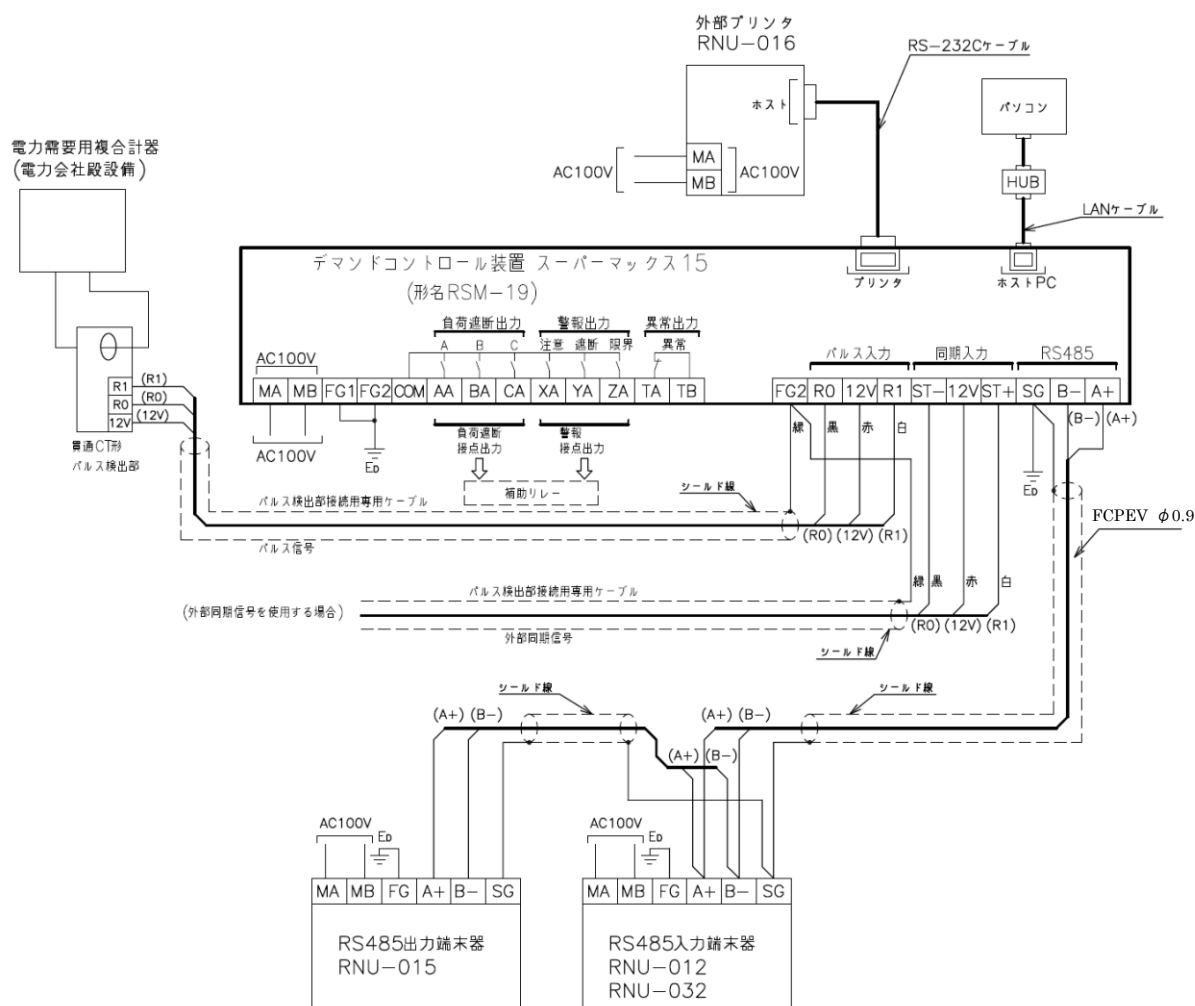 外部プリンタ
RNU-016
RS-232Cケーブル
ホスト
パソコン
MA
MB
AC100V
AC100V
HUB
LANケーブル
電力需要用複合計器
(電力会社殿設備)
デマンドコントロール装置 スーパーマックス15
(形名RSM-19)
プリンタ
ホストPC
負荷遮断出力
警報出力
異常出力
A
B
C
注意
遮断
限界
異常
パルス入力
同期入力
RS485
AC100V
MA
MB
FG1
FG2
COM
AA
BA
CA
XA
YA
ZA
TA
TB
FG2
R0
12V
R1
ST-
12V
ST+
SG
B-
A+
R1
(R1)
R0
(R0)
12V
(12V)
貫通CT形
パルス検出部
AC100V
ED
負荷遮断
接点出力
警報
接点出力
補助リレー
緑
黒
赤
白
(B-)
(A+)
ED
シールド線
パルス検出部接続用専用ケーブル
パルス信号
(R0)
(12V)
(R1)
FCPEV φ0.9
緑
黒
赤
白
パルス検出部接続用専用ケーブル
(外部同期信号を使用する場合)
外部同期信号
(R0)
(12V)
(R1)
シールド線
シールド線
シールド線
(A+)
(B-)
(A+)
(B-)
(A+)
(B-)
AC100V
ED
MA
MB
FG
A+
B-
SG
RS485出力端末器
RNU-015
AC100V
ED
MA
MB
FG
A+
B-
SG
RS485入力端末器
RNU-012
RNU-032